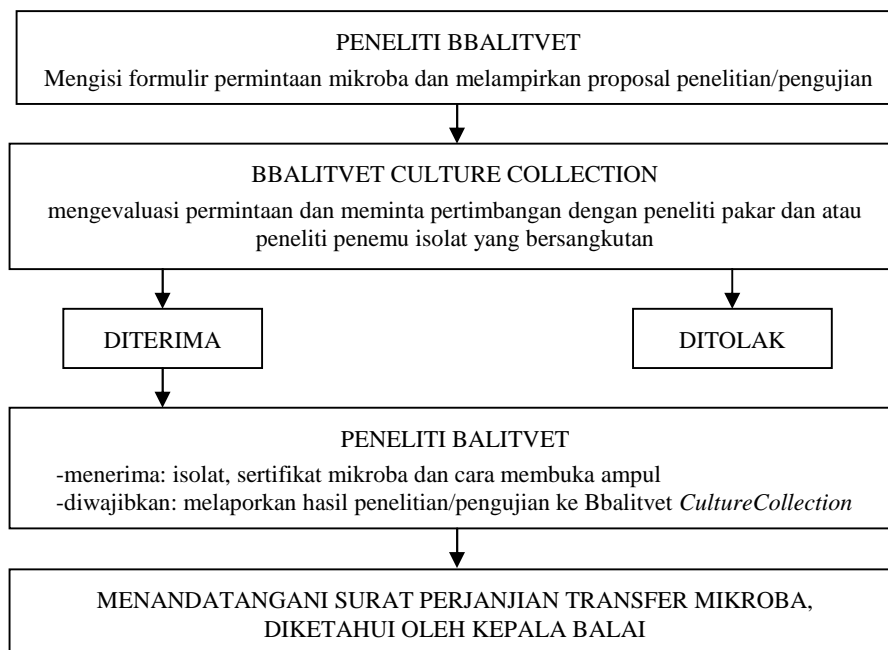 PENELITI BBALITVET
Mengisi formulir permintaan mikroba dan melampirkan proposal penelitian/pengujian
BBALITVET CULTURE COLLECTION
mengevaluasi permintaan dan meminta pertimbangan dengan peneliti pakar dan atau
peneliti penemu isolat yang bersangkutan
DITERIMA
DITOLAK
PENELITI BALITVET
-menerima: isolat, sertifikat mikroba dan cara membuka ampul
-diwajibkan: melaporkan hasil penelitian/pengujian ke Bbalitvet CultureCollection
MENANDATANGANI SURAT PERJANJIAN TRANSFER MIKROBA,
DIKETAHUI OLEH KEPALA BALAI